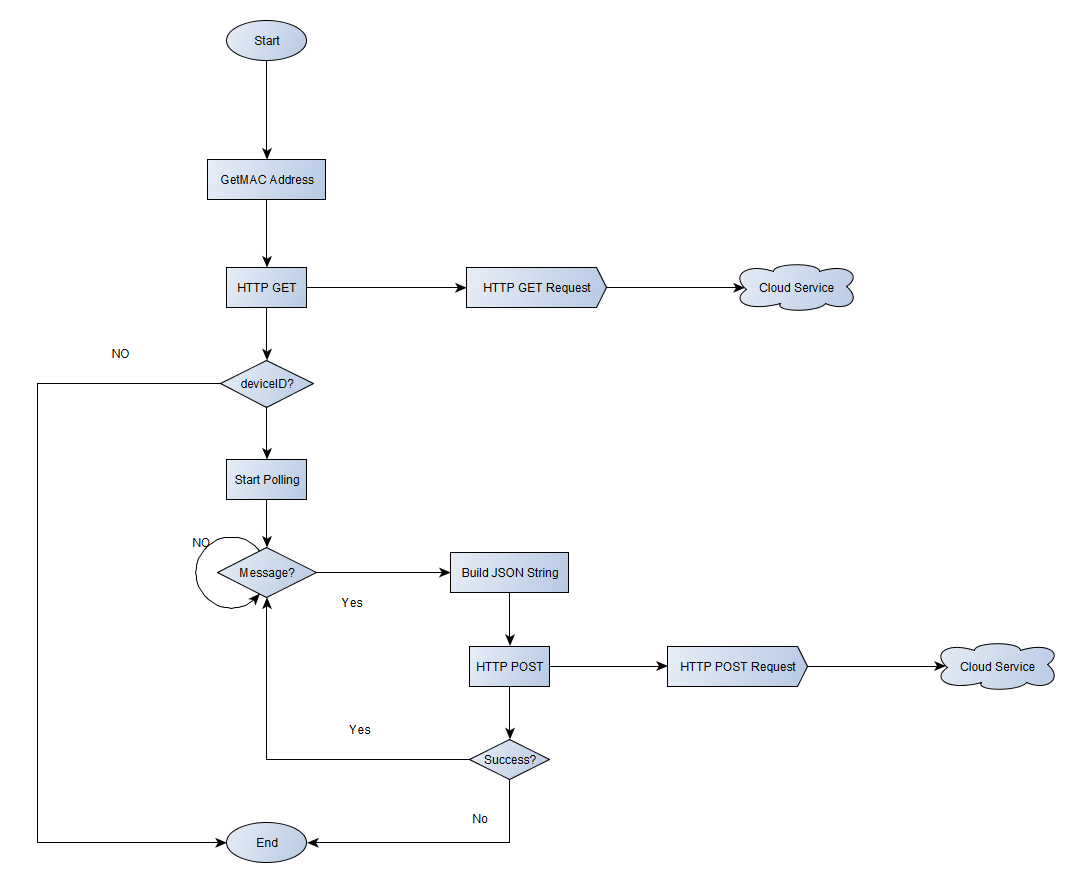 Start
GetMAC Address
HTTP GET
HTTP GET Request
Cloud Service
NO
deviceID?
Start Polling
NO
Message?
Build JSON String
Yes
HTTP POST
HTTP POST Request
Cloud Service
Yes
Success?
No
End